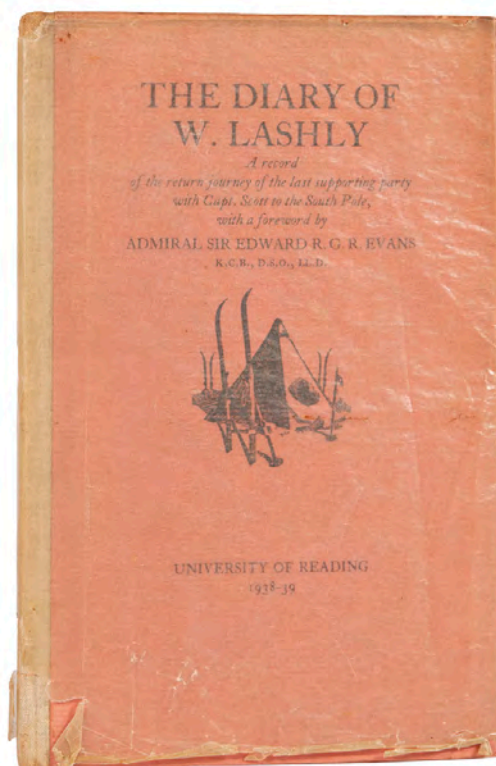 THE DIARY OF
W. LASHLY
A record
of the return journey of the last supporting party
with Capt. Scott to the South Pole,
with a foreword by
ADMIRAL SIR EDWARD R. G. R. EVANS
K.C.B., D.S.O., LL.D.
UNIVERSITY OF READING
1938-39